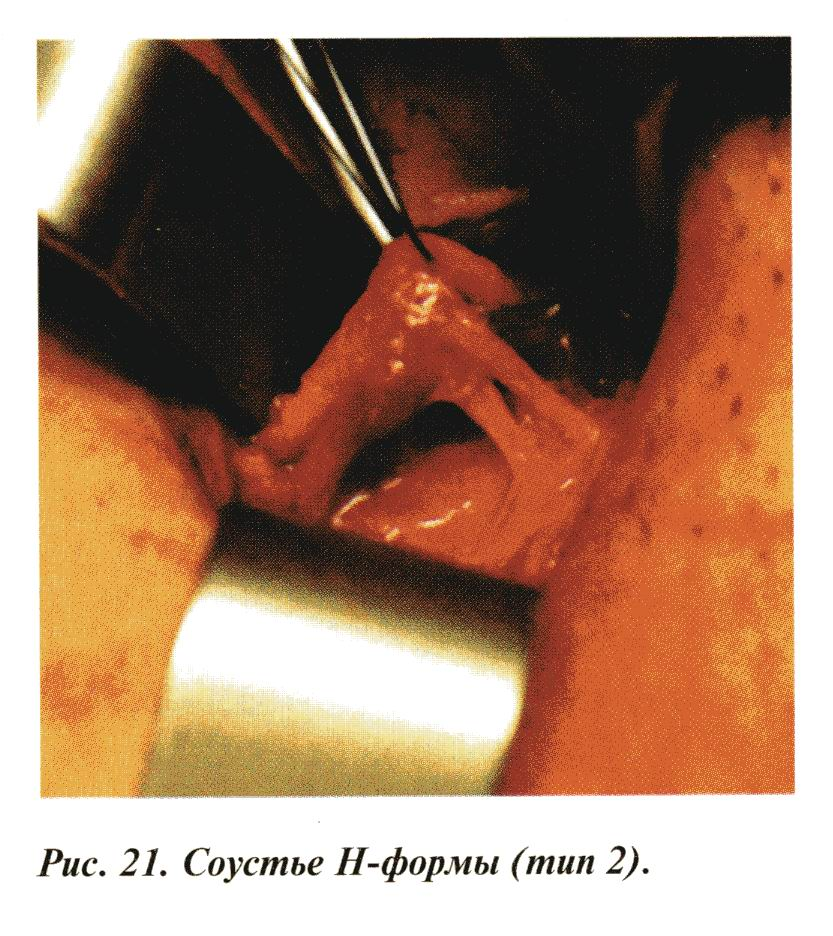 Рис. 21. Соустье Н-формы (тип 2).